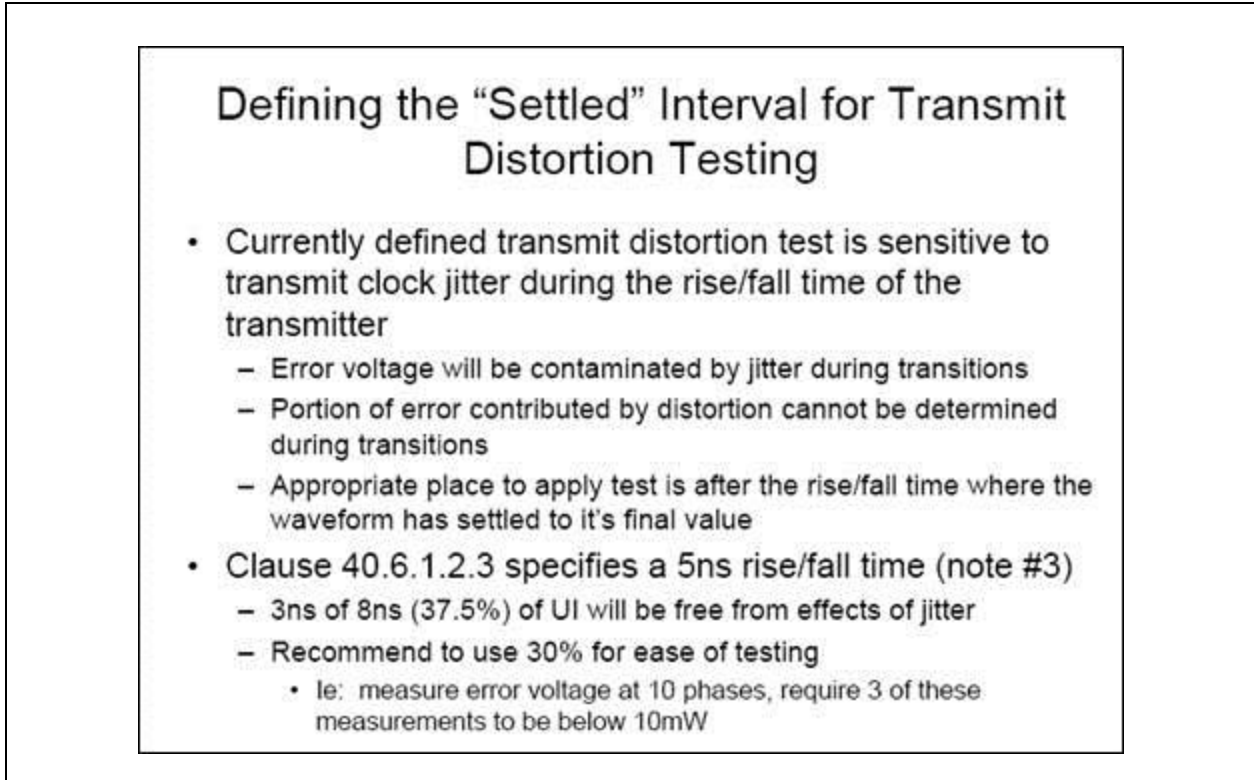 Defining the “Settled” Interval for Transmit
Distortion Testing
• Currently defined transmit distortion test is sensitive to
transmit clock jitter during the rise/fall time of the
transmitter
– Error voltage will be contaminated by jitter during transitions
– Portion of error contributed by distortion cannot be determined
during transitions
– Appropriate place to apply test is after the rise/fall time where the
waveform has settled to it's final value
• Clause 40.6.1.2.3 specifies a 5ns rise/fall time (note #3)
– 3ns of 8ns (37.5%) of UI will be free from effects of jitter
– Recommend to use 30% for ease of testing
• Ie: measure error voltage at 10 phases, require 3 of these
measurements to be below 10mW